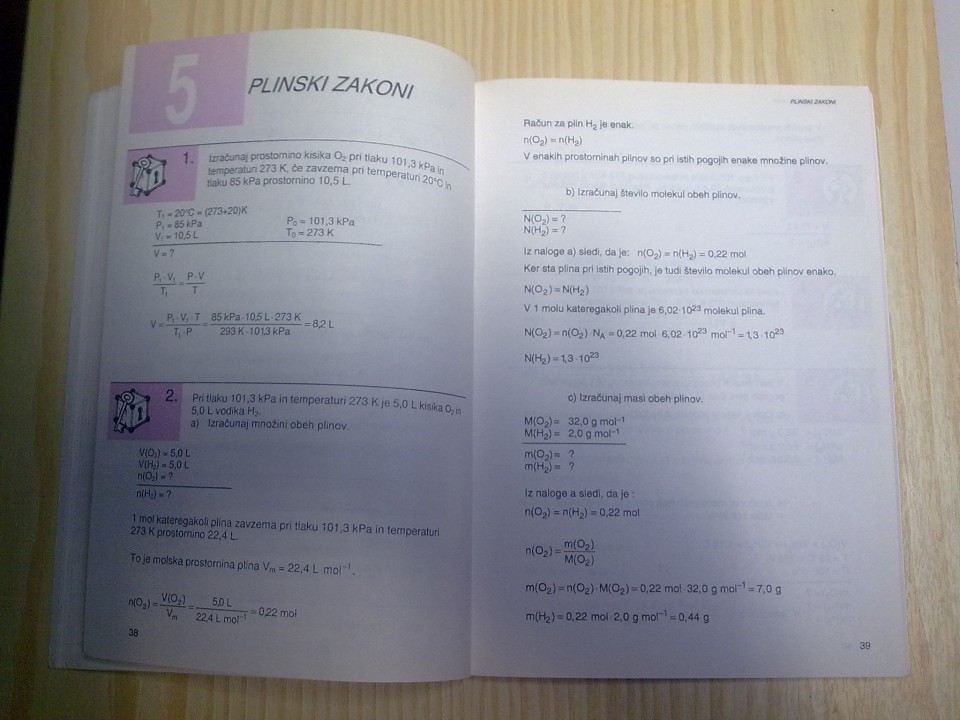 5
PLINSKI ZAKONI
1.
Izračunaj prostornino kisika O₂ pri tlaku 101,3 kPa in
temperaturi 273 K, če zavzema pri temperaturi 20°C in
tlaku 85 kPa prostornino 10,5 L.
T₁ = 20°C = (273+20)K
P₁ = 85 kPa P₀ = 101,3 kPa
V₁ = 10,5 L T₀ = 273 K
V = ?
P₁ · V₁ / T₁ = P · V / T
V = P₁ · V₁ · T / T₁ · P = 85 kPa · 10,5 L · 273 K / 293 K · 101,3 kPa = 8,2 L
2.
Pri tlaku 101,3 kPa in temperaturi 273 K je 5,0 L kisika O₂ in
5,0 L vodika H₂.
a) Izračunaj množini obeh plinov.
V(O₂) = 5,0 L
V(H₂) = 5,0 L
n(O₂) = ?
n(H₂) = ?
1 mol kateregakoli plina zavzema pri tlaku 101,3 kPa in temperaturi
273 K prostornino 22,4 L.
To je molska prostornina plina Vₘ = 22,4 L mol⁻¹.
n(O₂) = V(O₂) / Vₘ = 5,0 L / 22,4 L mol⁻¹ = 0,22 mol
38
PLINSKI ZAKONI
Račun za plin H₂ je enak.
n(O₂) = n(H₂)
V enakih prostorninah plinov so pri istih pogojih enake množine plinov.
b) Izračunaj število molekul obeh plinov.
N(O₂) = ?
N(H₂) = ?
Iz naloge a) sledi, da je: n(O₂) = n(H₂) = 0,22 mol
Ker sta plina pri istih pogojih, je tudi število molekul obeh plinov enako.
N(O₂) = N(H₂)
V 1 molu kateregakoli plina je 6,02·10²³ molekul plina.
N(O₂) = n(O₂) · N_A = 0,22 mol · 6,02 · 10²³ mol⁻¹ = 1,3 · 10²³
N(H₂) = 1,3 · 10²³
c) Izračunaj masi obeh plinov.
M(O₂) = 32,0 g mol⁻¹
M(H₂) = 2,0 g mol⁻¹
m(O₂) = ?
m(H₂) = ?
Iz naloge a sledi, da je :
n(O₂) = n(H₂) = 0,22 mol
n(O₂) = m(O₂) / M(O₂)
m(O₂) = n(O₂) · M(O₂) = 0,22 mol · 32,0 g mol⁻¹ = 7,0 g
m(H₂) = 0,22 mol · 2,0 g mol⁻¹ = 0,44 g
39